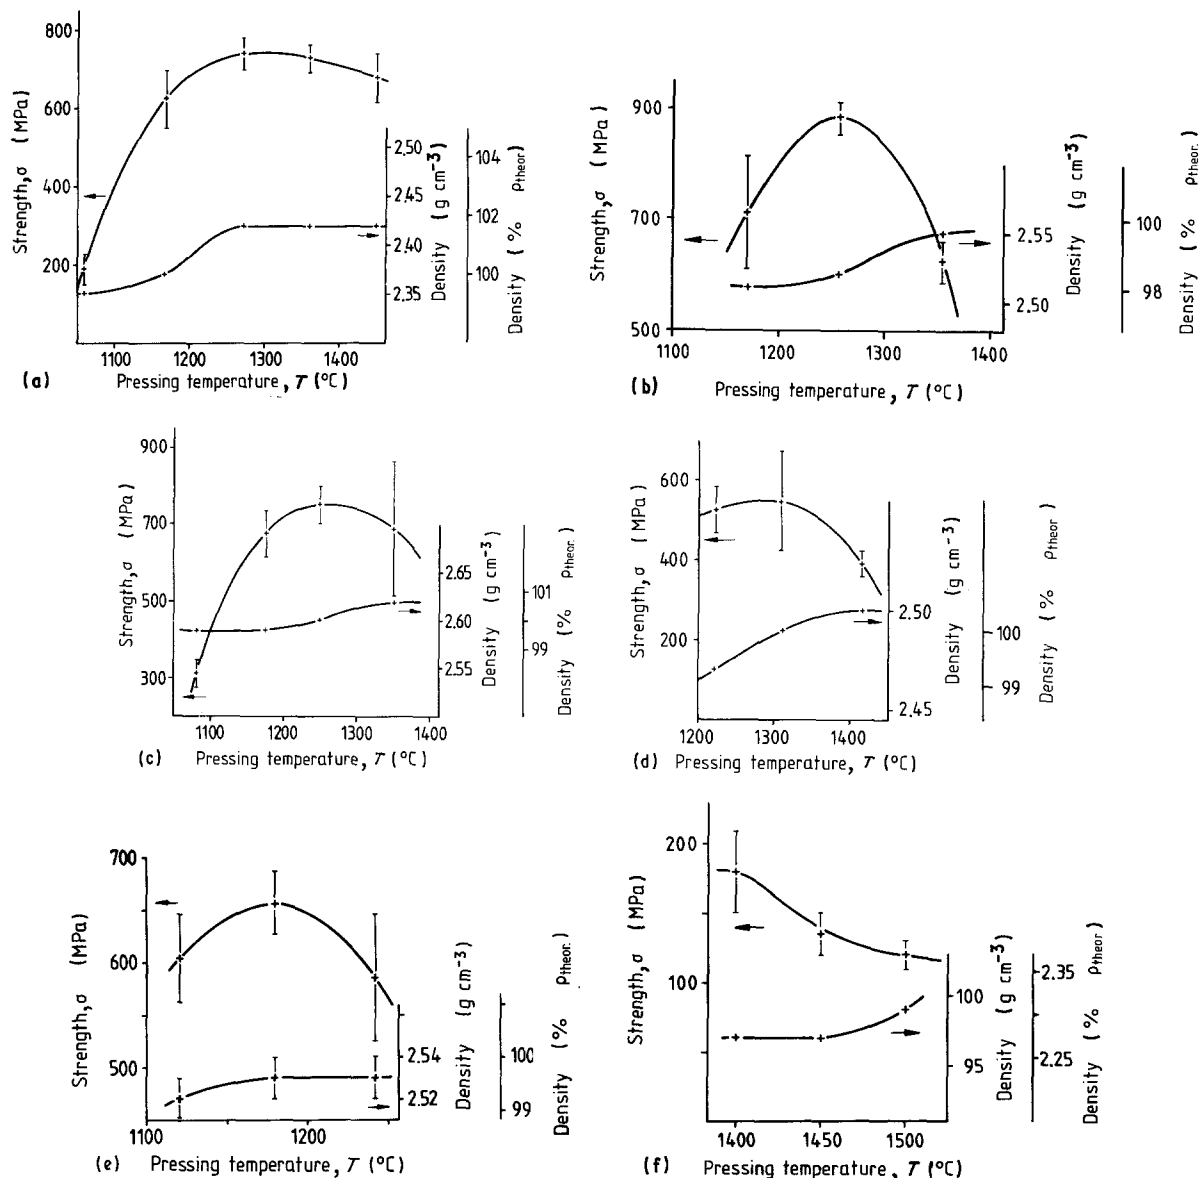 800
600
400
200
Strength, σ (MPa)
2,50
2,45
2,40
2,35
Density (g cm⁻³)
104
102
100
Density (% ρtheor.)
1100 1200 1300 1400
(a) Pressing temperature, T (°C)
900
700
500
Strength, σ (MPa)
2.55
2.50
Density (g cm⁻³)
100
98
Density (% ρtheor.)
1100 1200 1300 1400
(b) Pressing temperature, T (°C)
900
700
500
300
Strength, σ (MPa)
2.65
2.60
2.55
Density (g cm⁻³)
101
99
Density (% ρtheor.)
1100 1200 1300 1400
(c) Pressing temperature, T (°C)
600
400
200
Strength, σ (MPa)
2.50
2.45
Density (g cm⁻³)
100
99
Density (% ρtheor.)
1200 1300 1400
(d) Pressing temperature, T (°C)
700
600
500
Strength, σ (MPa)
2.54
2.52
Density (g cm⁻³)
100
99
Density (% ρtheor.)
1100 1200
(e) Pressing temperature, T (°C)
200
100
Strength, σ (MPa)
100
95
Density (g cm⁻³)
2.35
2.25
Density (% ρtheor.)
1400 1450 1500
(f) Pressing temperature, T (°C)